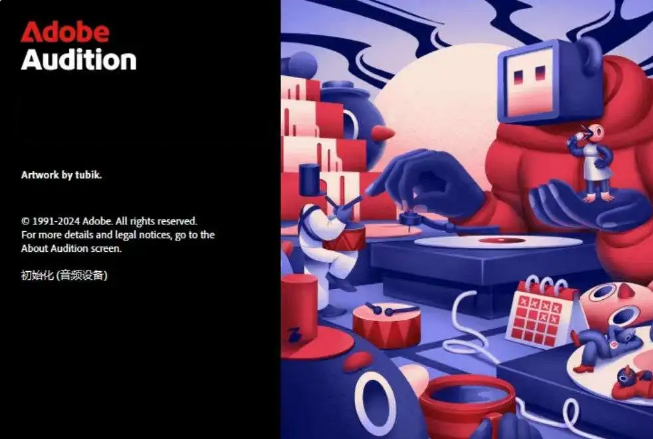 Adobe
Audition
Artwork by tubik.
© 1991-2024 Adobe. All rights reserved.
For more details and legal notices, go to the
About Audition screen.
初始化 (音频设备)